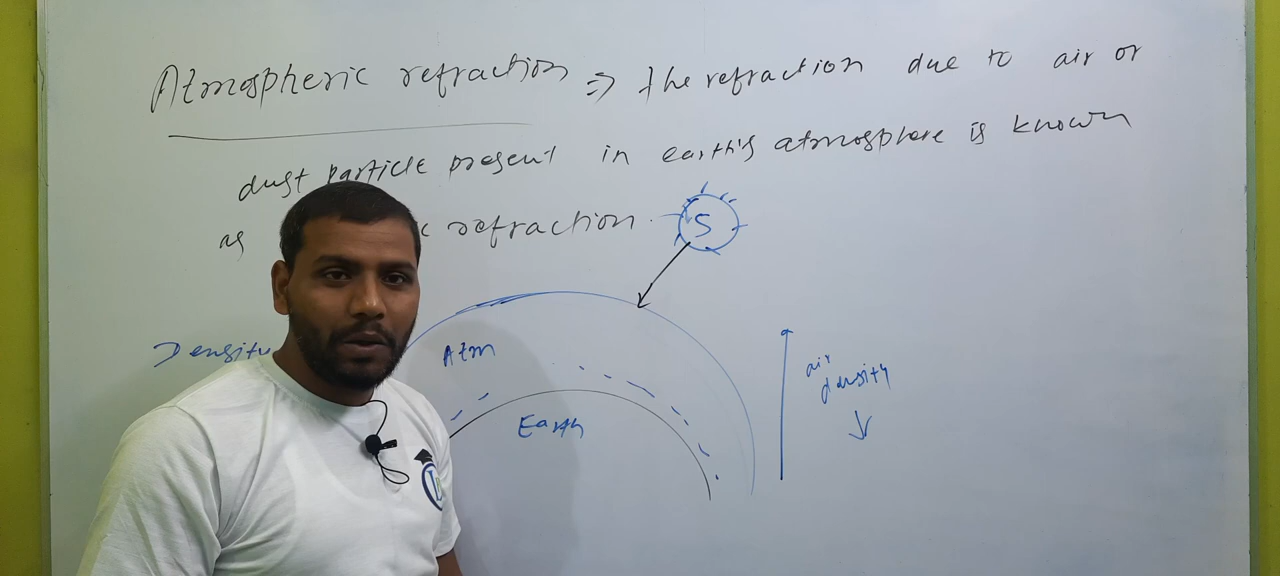 Atmospheric refraction => the refraction due to air or
dust particle present in earth's atmosphere is known
as refraction.
S
Density
Atm
Earth
air
density